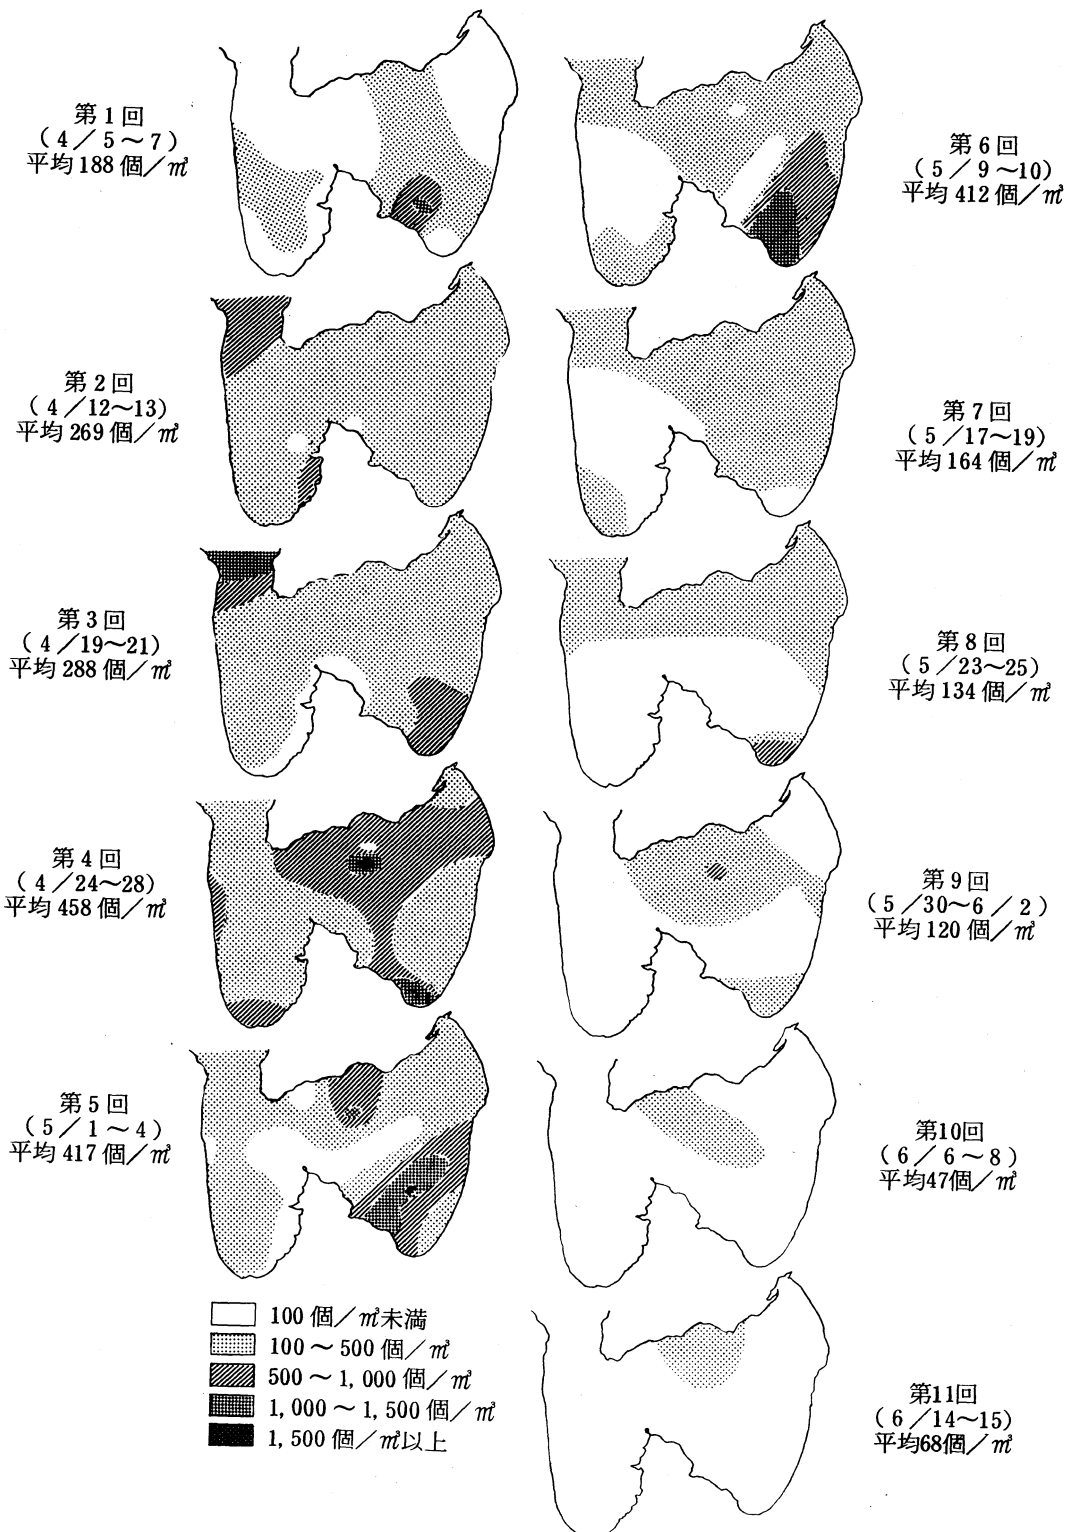 第1回
(4/5～7)
平均188個/㎥
第2回
(4/12～13)
平均269個/㎥
第3回
(4/19～21)
平均288個/㎥
第4回
(4/24～28)
平均458個/㎥
第5回
(5/1～4)
平均417個/㎥
第6回
(5/9～10)
平均412個/㎥
第7回
(5/17～19)
平均164個/㎥
第8回
(5/23～25)
平均134個/㎥
第9回
(5/30～6/2)
平均120個/㎥
第10回
(6/6～8)
平均47個/㎥
第11回
(6/14～15)
平均68個/㎥
100個/㎥未満
100～500個/㎥
500～1,000個/㎥
1,000～1,500個/㎥
1,500個/㎥以上